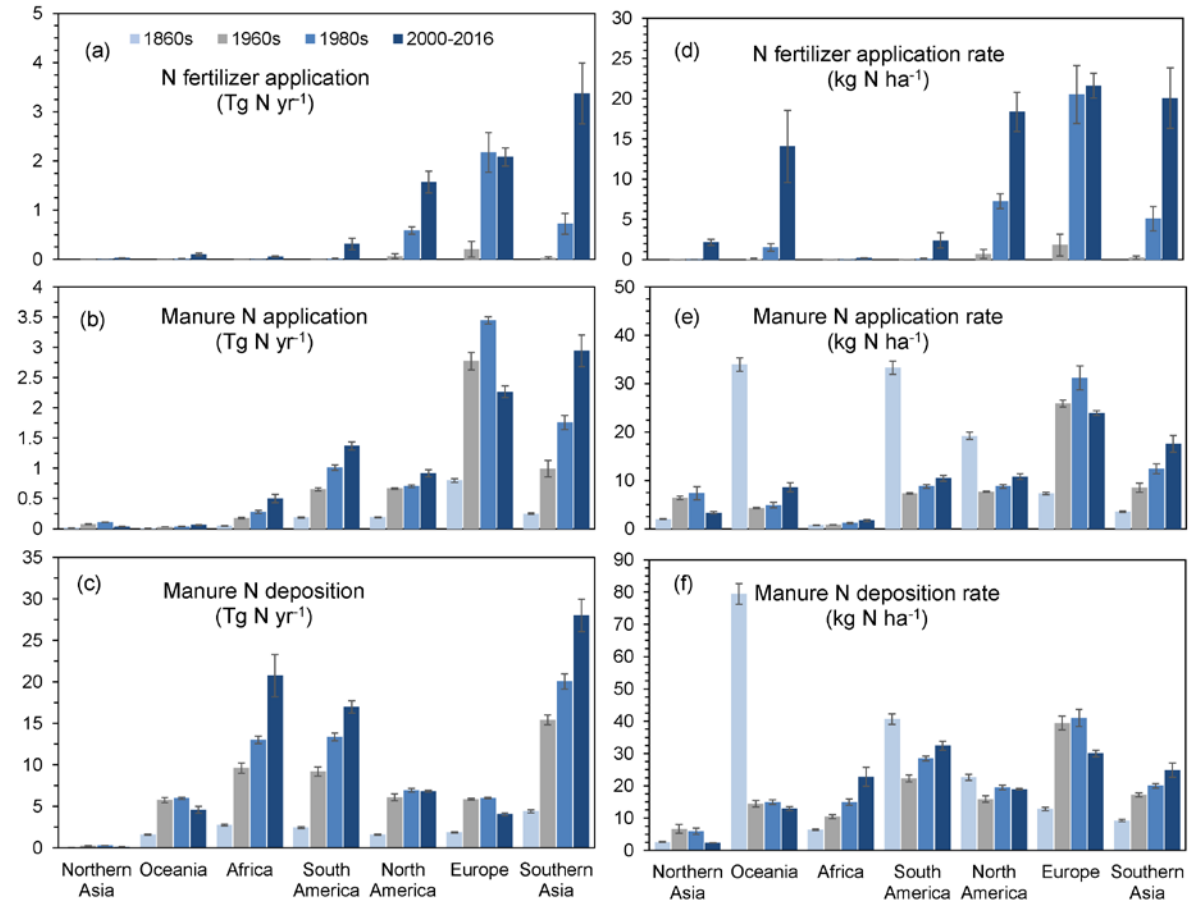 5
4
3
2
1
0
(a)
1860s 1960s 1980s 2000-2016
N fertilizer application
(Tg N yr⁻¹)
30
25
20
15
10
5
0
(d)
N fertilizer application rate
(kg N ha⁻¹)
4
3.5
3
2.5
2
1.5
1
0.5
0
(b)
Manure N application
(Tg N yr⁻¹)
50
40
30
20
10
0
(e)
Manure N application rate
(kg N ha⁻¹)
35
30
25
20
15
10
5
0
(c)
Manure N deposition
(Tg N yr⁻¹)
Northern Oceania Africa South North Europe Southern
Asia America America Asia
90
80
70
60
50
40
30
20
10
0
(f)
Manure N deposition rate
(kg N ha⁻¹)
Northern Oceania Africa South North Europe Southern
Asia America America Asia